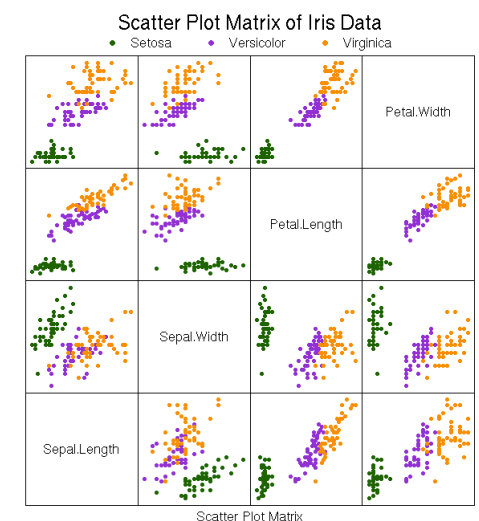 Scatter Plot Matrix of Iris Data
Setosa Versicolor Virginica
Petal.Width
Petal.Length
Sepal.Width
Sepal.Length
Scatter Plot Matrix